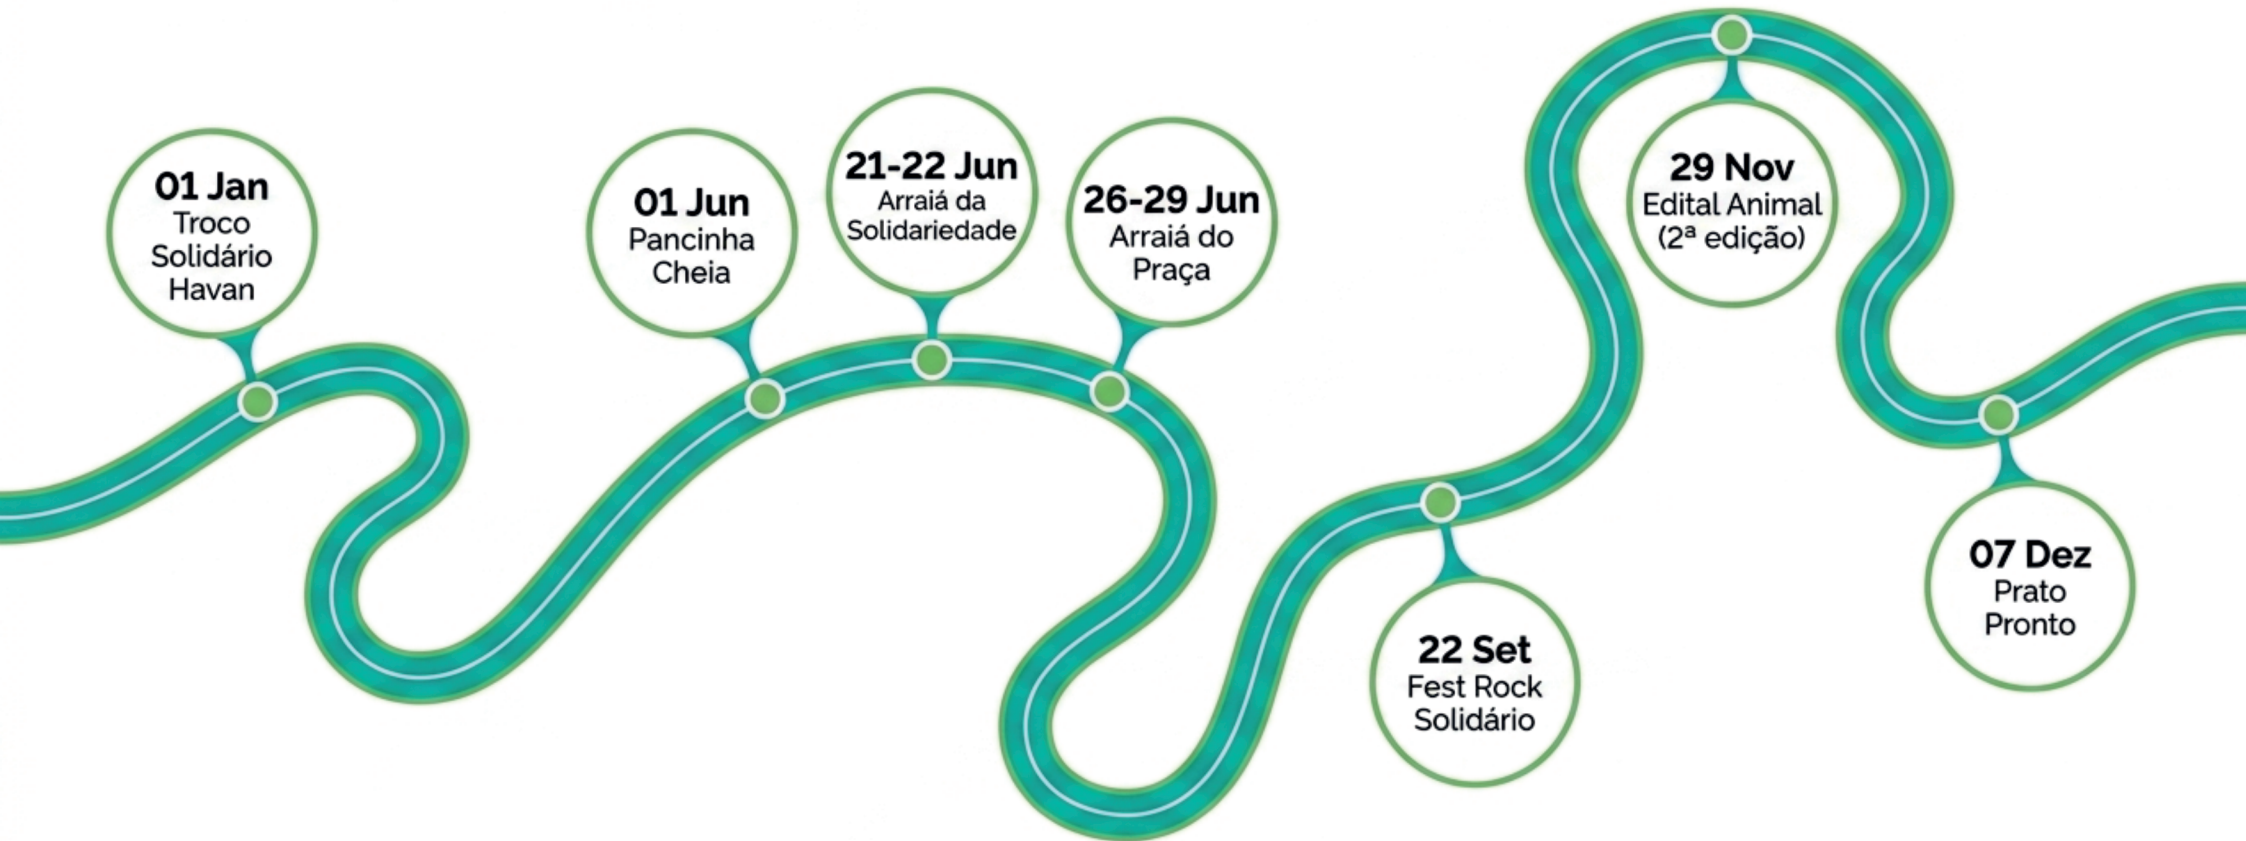 01 Jan
Troco
Solidário
Havan
01 Jun
Pancinha
Cheia
21-22 Jun
Arraiá da
Solidariedade
26-29 Jun
Arraiá do
Praça
22 Set
Fest Rock
Solidário
29 Nov
Edital Animal
(2ª edição)
07 Dez
Prato
Pronto